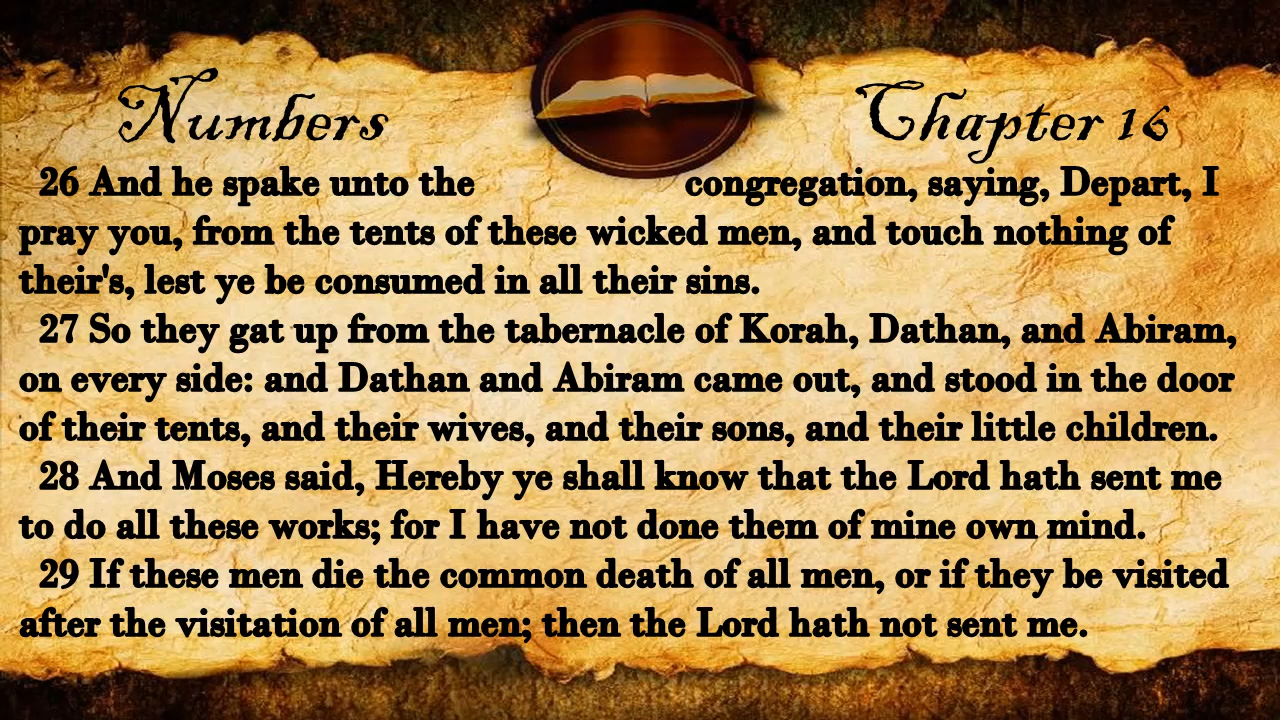 Numbers Chapter 16
26 And he spake unto the congregation, saying, Depart, I
pray you, from the tents of these wicked men, and touch nothing of
their's, lest ye be consumed in all their sins.
27 So they gat up from the tabernacle of Korah, Dathan, and Abiram,
on every side: and Dathan and Abiram came out, and stood in the door
of their tents, and their wives, and their sons, and their little children.
28 And Moses said, Hereby ye shall know that the Lord hath sent me
to do all these works; for I have not done them of mine own mind.
29 If these men die the common death of all men, or if they be visited
after the visitation of all men; then the Lord hath not sent me.